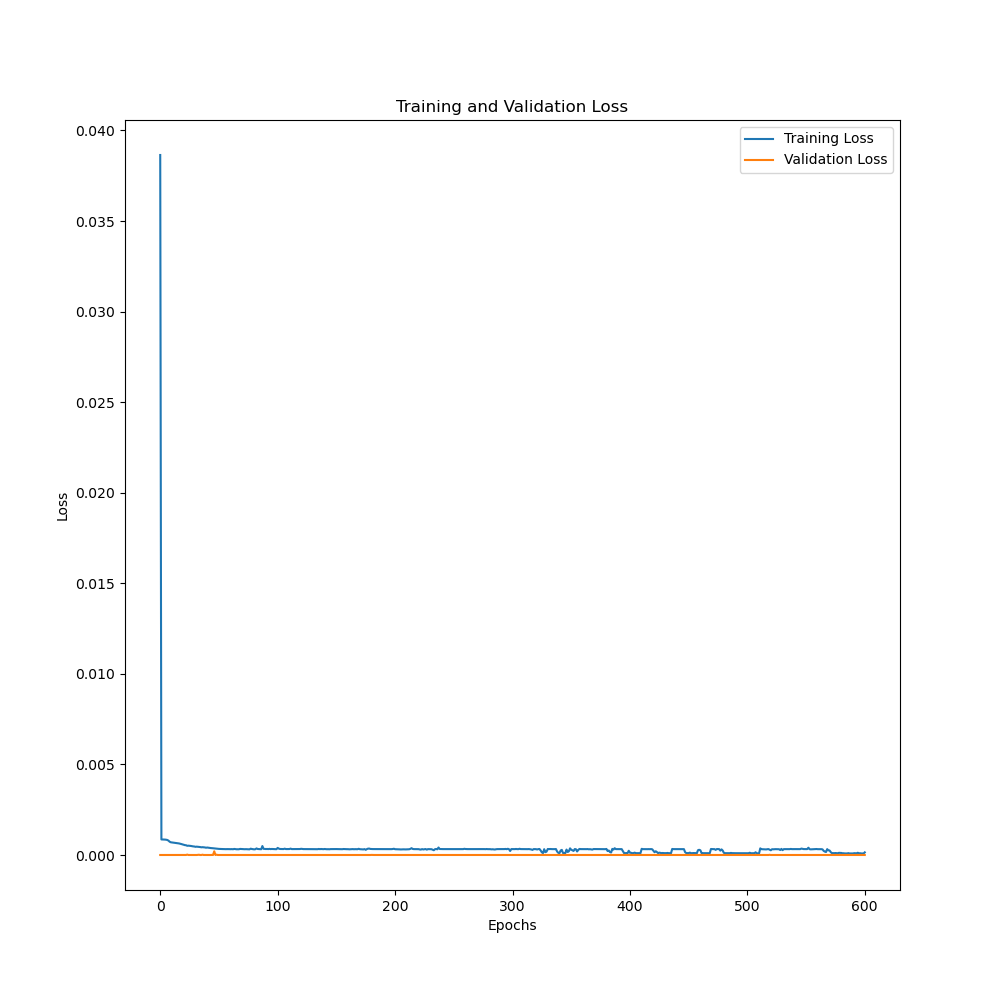 Training and Validation Loss
Training Loss
Validation Loss
0.040
0.035
0.030
0.025
0.020
0.015
0.010
0.005
0.000
Loss
0 100 200 300 400 500 600
Epochs